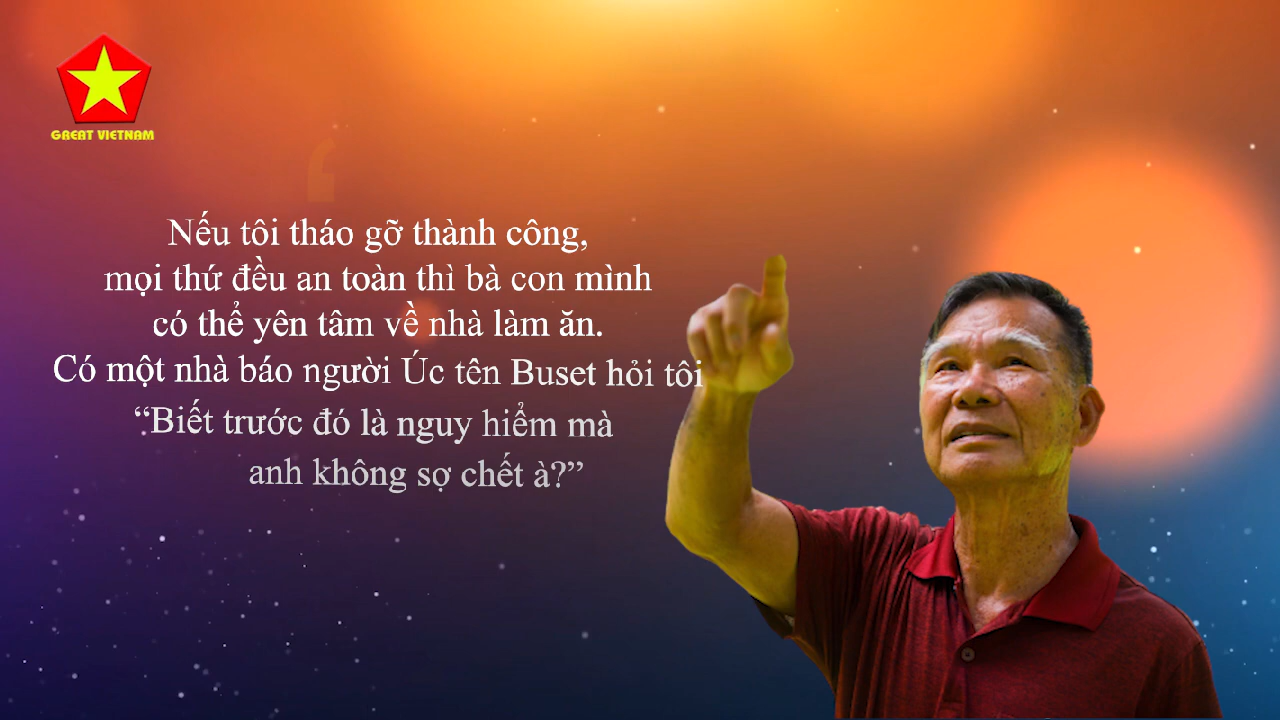 GREAT VIETNAM
‘
Nếu tôi tháo gỡ thành công,
mọi thứ đều an toàn thì bà con mình
có thể yên tâm về nhà làm ăn.
Có một nhà báo người Úc tên Buset hỏi tôi
“Biết trước đó là nguy hiểm mà
anh không sợ chết à?”